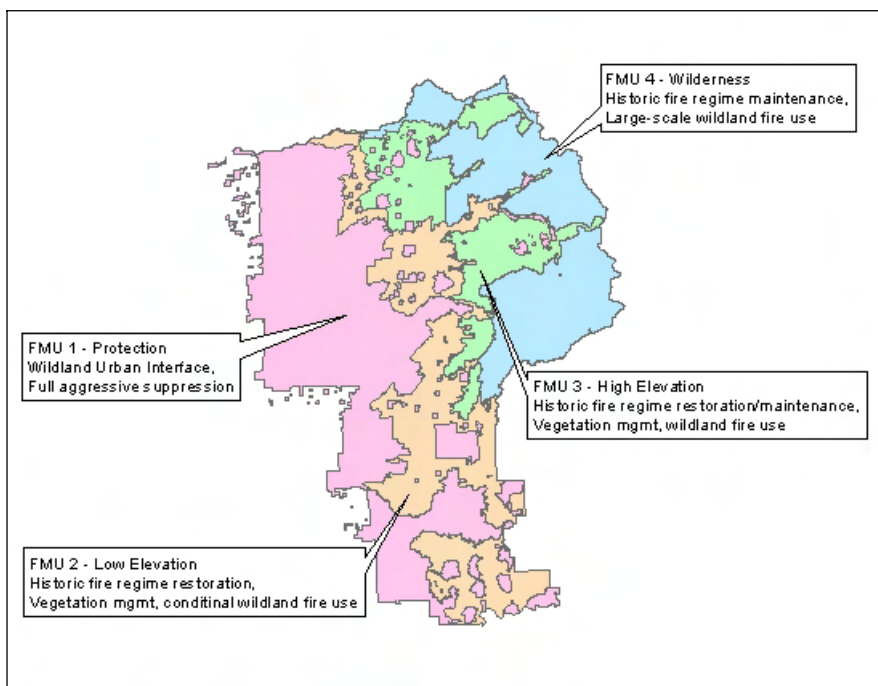 FMU 4 - Wilderness
Historic fire regime maintenance,
Large-scale wildland fire use
FMU 1 - Protection
Wildland Urban Interface,
Full aggressive suppression
FMU 3 - High Elevation
Historic fire regime restoration/maintenance,
Vegetation mgmt, wildland fire use
FMU 2 - Low Elevation
Historic fire regime restoration,
Vegetation mgmt, conditinal wildland fire use